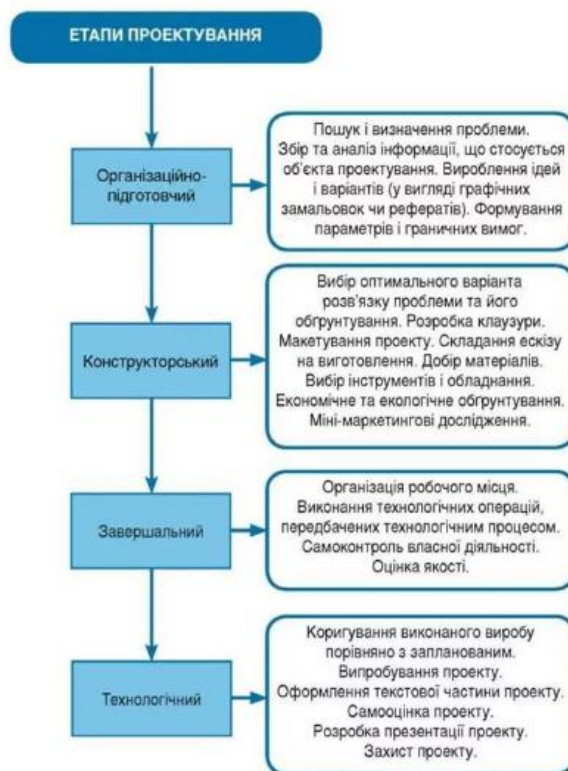 ЕТАПИ ПРОЕКТУВАННЯ
Організаційно-
підготовчий
Пошук і визначення проблеми.
Збір та аналіз інформації, що стосується
об'єкта проектування. Вироблення ідей
і варіантів (у вигляді графічних
замальовок чи рефератів). Формування
параметрів і граничних вимог.
Конструкторський
Вибір оптимального варіанта
розв'язку проблеми та його
обґрунтування. Розробка клаузури.
Макетування проекту. Складання ескізу
на виготовлення. Добір матеріалів.
Вибір інструментів і обладнання.
Економічне та екологічне обґрунтування.
Міні-маркетингові дослідження.
Завершальний
Організація робочого місця.
Виконання технологічних операцій,
передбачених технологічним процесом.
Самоконтроль власної діяльності.
Оцінка якості.
Технологічний
Коригування виконаного виробу
порівняно з запланованим.
Випробування проекту.
Оформлення текстової частини проекту.
Самооцінка проекту.
Розробка презентації проекту.
Захист проекту.